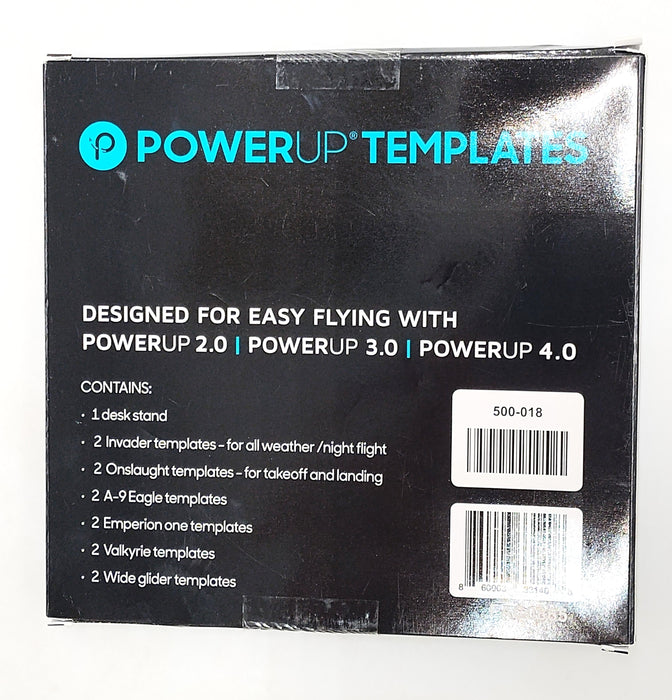 POWERUP® TEMPLATES
DESIGNED FOR EASY FLYING WITH
POWERUP 2.0 | POWERUP 3.0 | POWERUP 4.0
CONTAINS:
· 1 desk stand
· 2 Invader templates - for all weather /night flight
· 2 Onslaught templates - for takeoff and landing
· 2 A-9 Eagle templates
· 2 Emperion one templates
· 2 Valkyrie templates
· 2 Wide glider templates
500-018
8